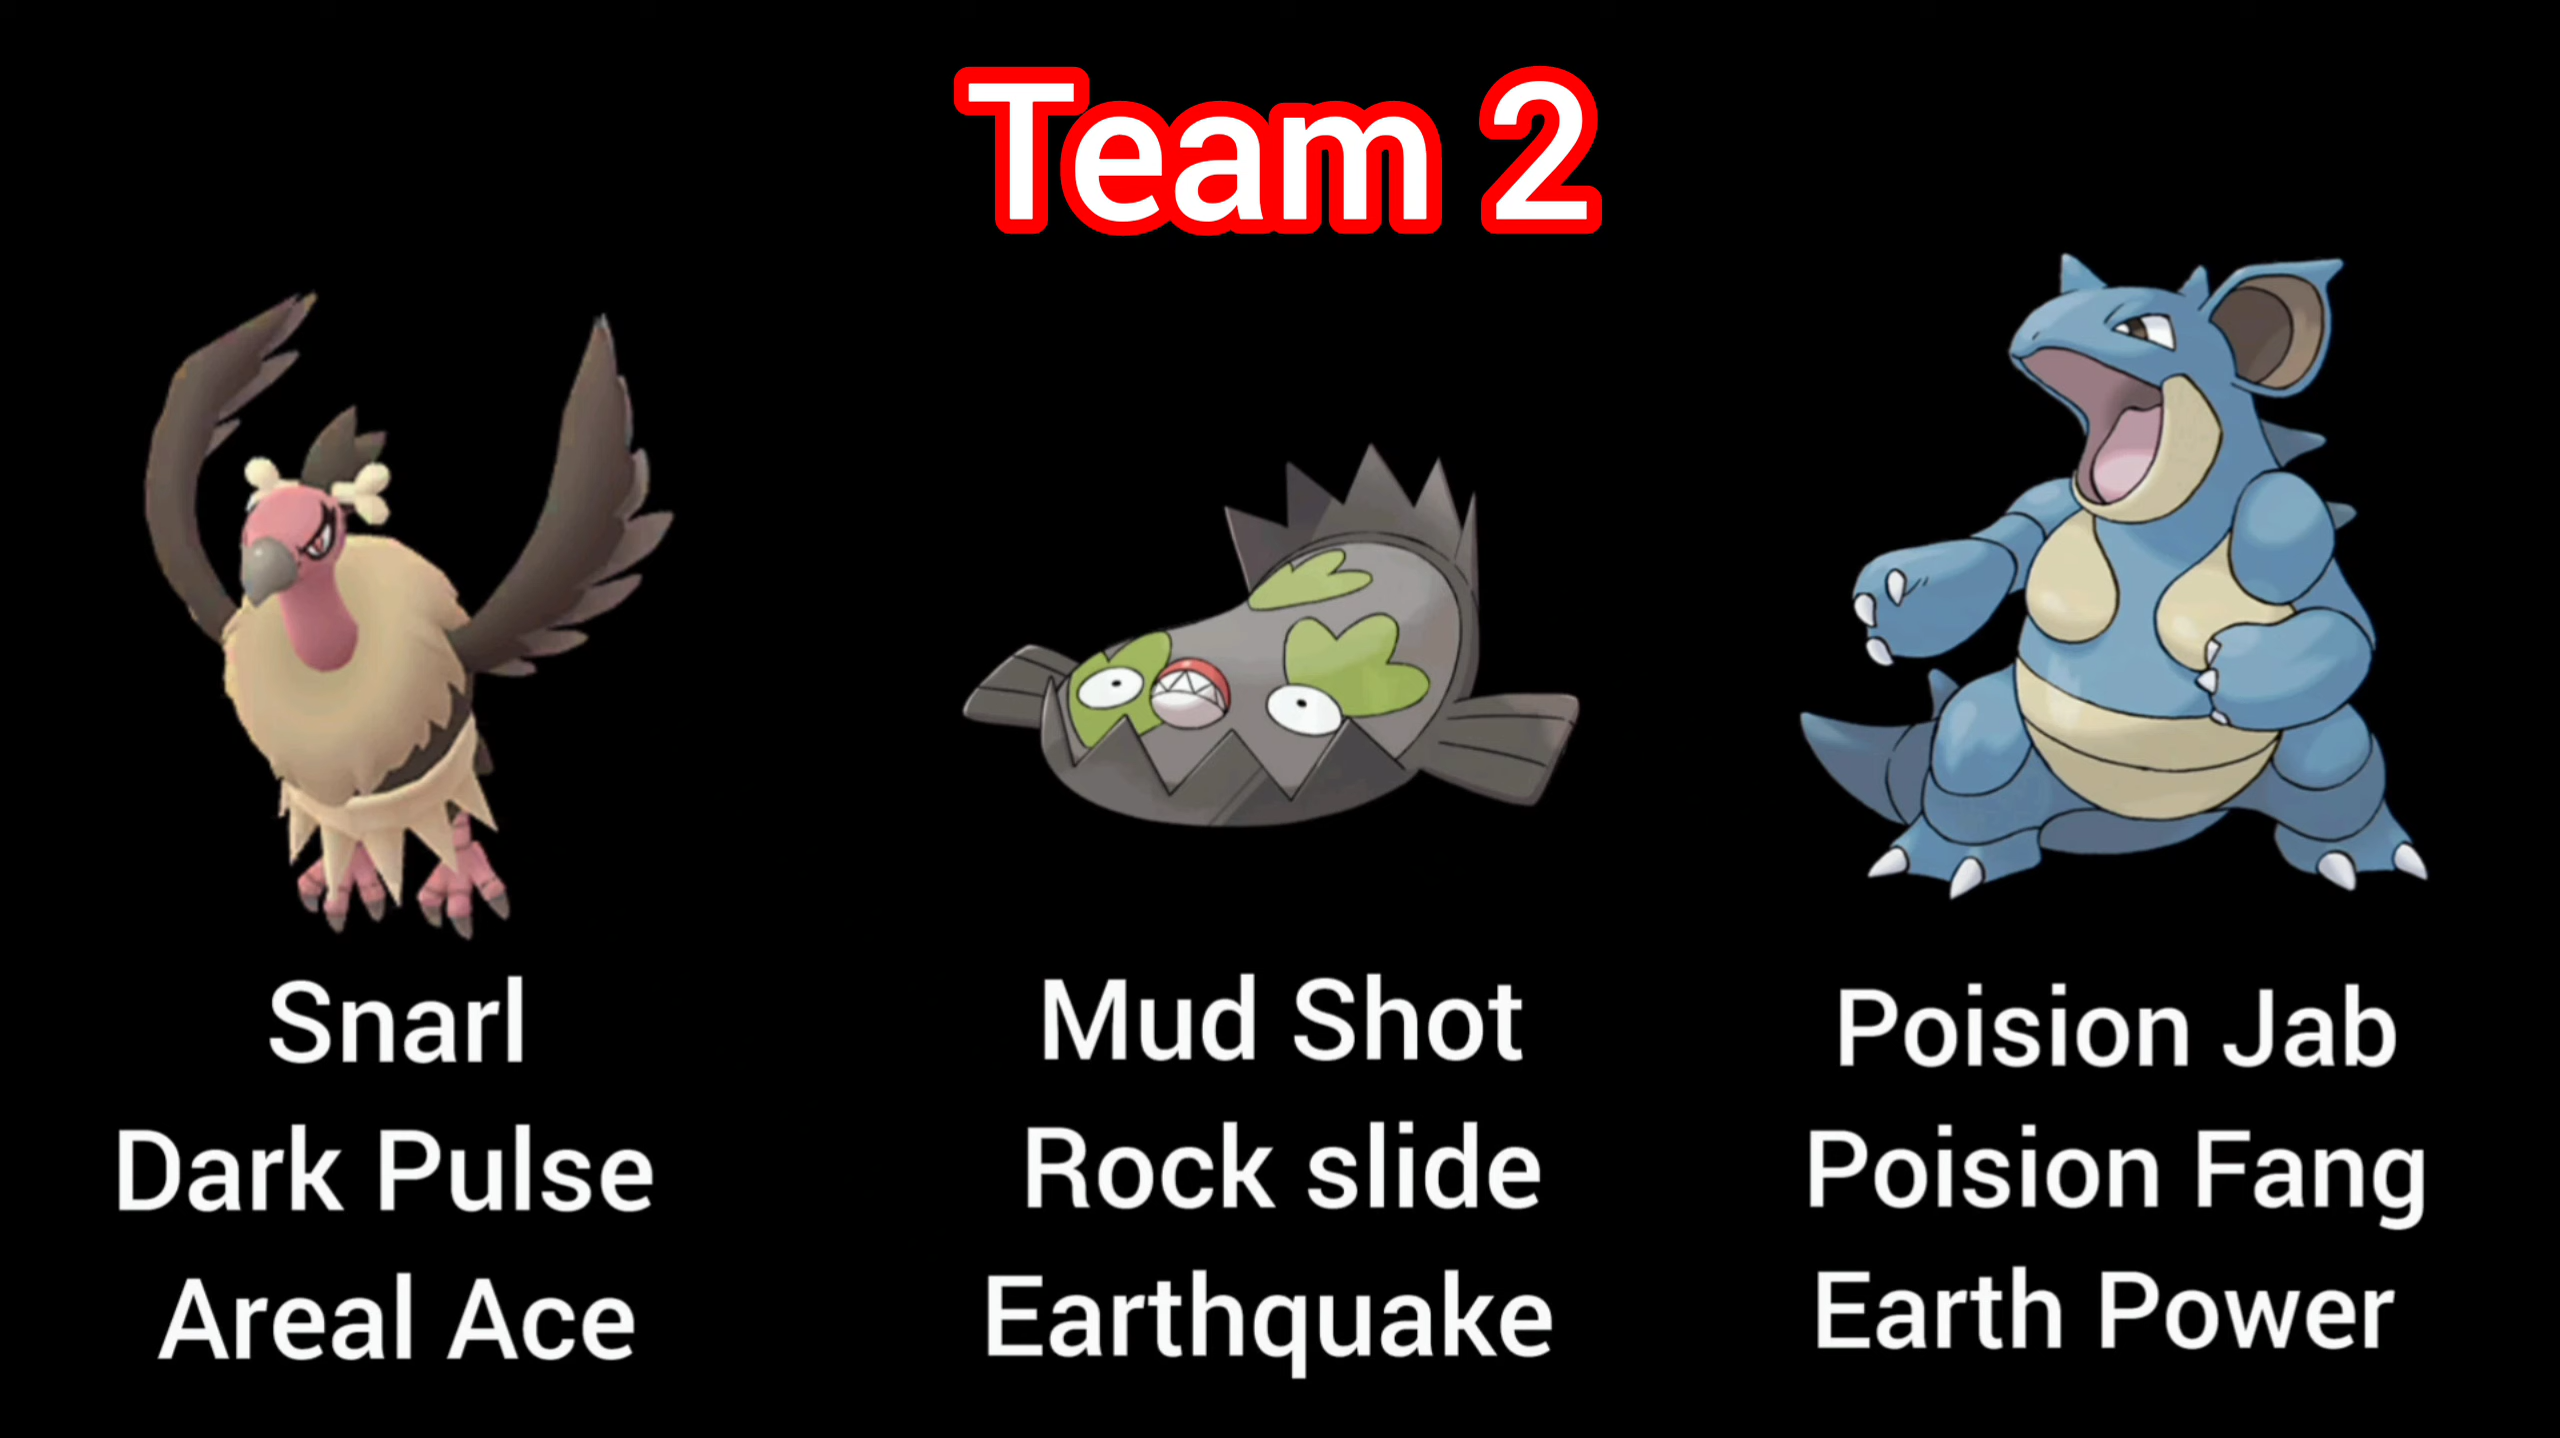 Team 2
Snarl
Dark Pulse
Areal Ace
Mud Shot
Rock slide
Earthquake
Poision Jab
Poision Fang
Earth Power